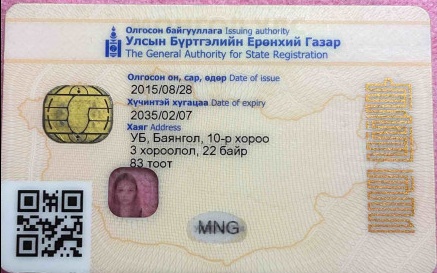 Олгосон байгууллага Issuing authority
Улсын Бүртгэлийн Ерөнхий Газар
The General Authority for State Registration
Олгосон он, сар, өдөр Date of issue
2015/08/28
Хүчинтэй хугацаа Date of expiry
2035/02/07
Хаяг Address
УБ, Баянгол, 10-р хороо
3 хороолол, 22 байр
83 тоот
MNG